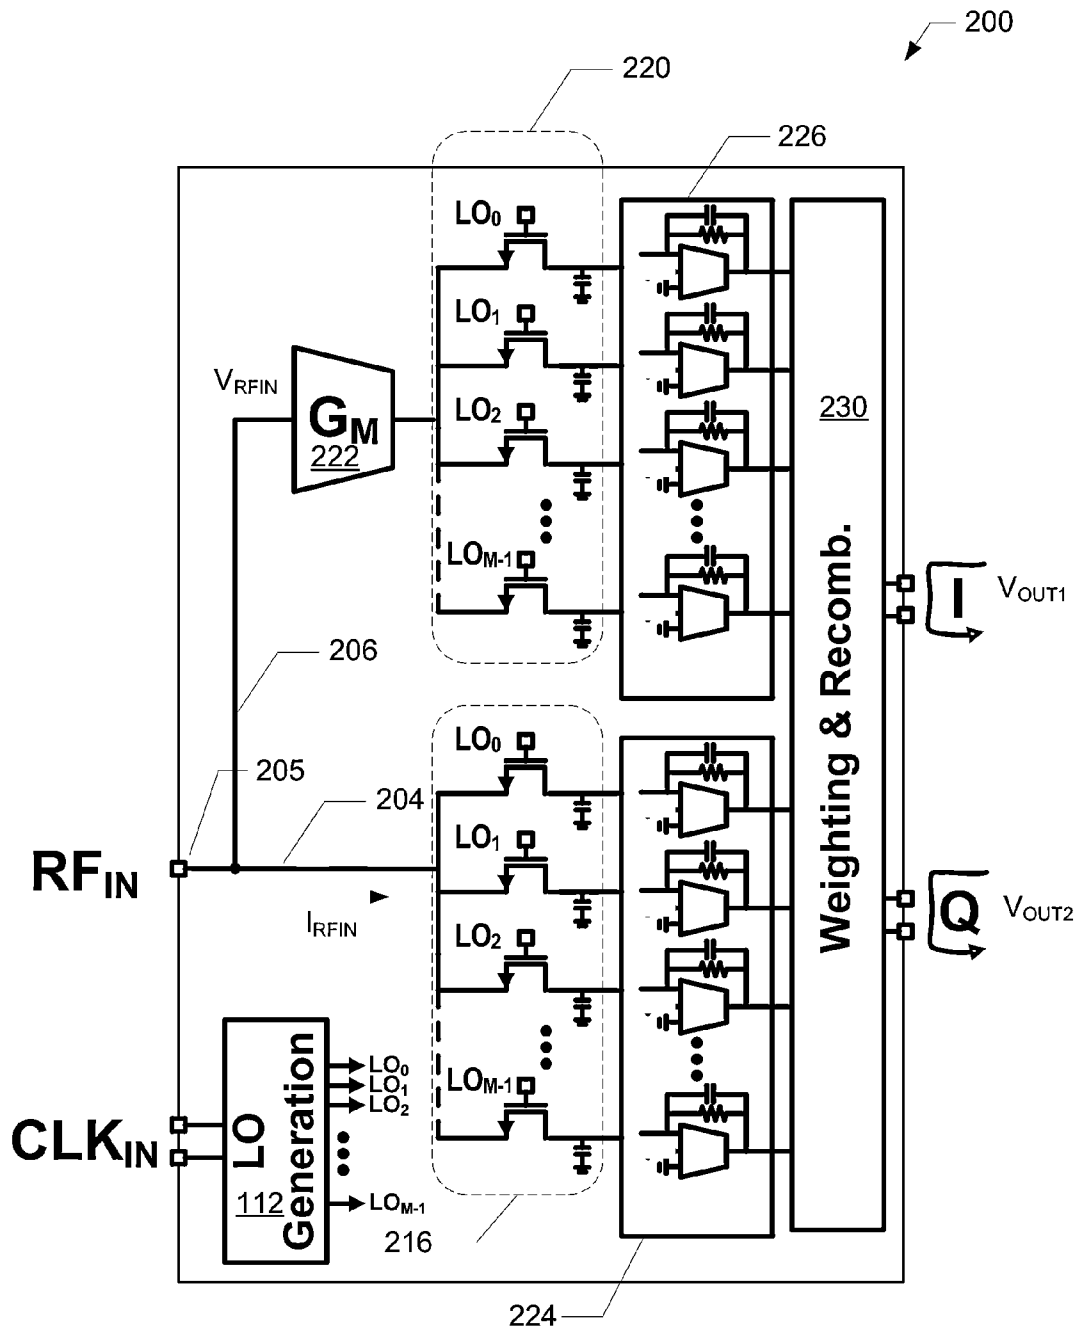 200
220
226
LO0
LO1
VRFIN
GM
222
LO2
230
LOM-1
I
VOUT1
206
Weighting & Recomb.
205
204
LO0
RFIN
LO1
IRFIN
Q
VOUT2
LO2
CLKIN
LO Generation
112
LO0
LO1
LO2
LOM-1
LOM-1
216
224